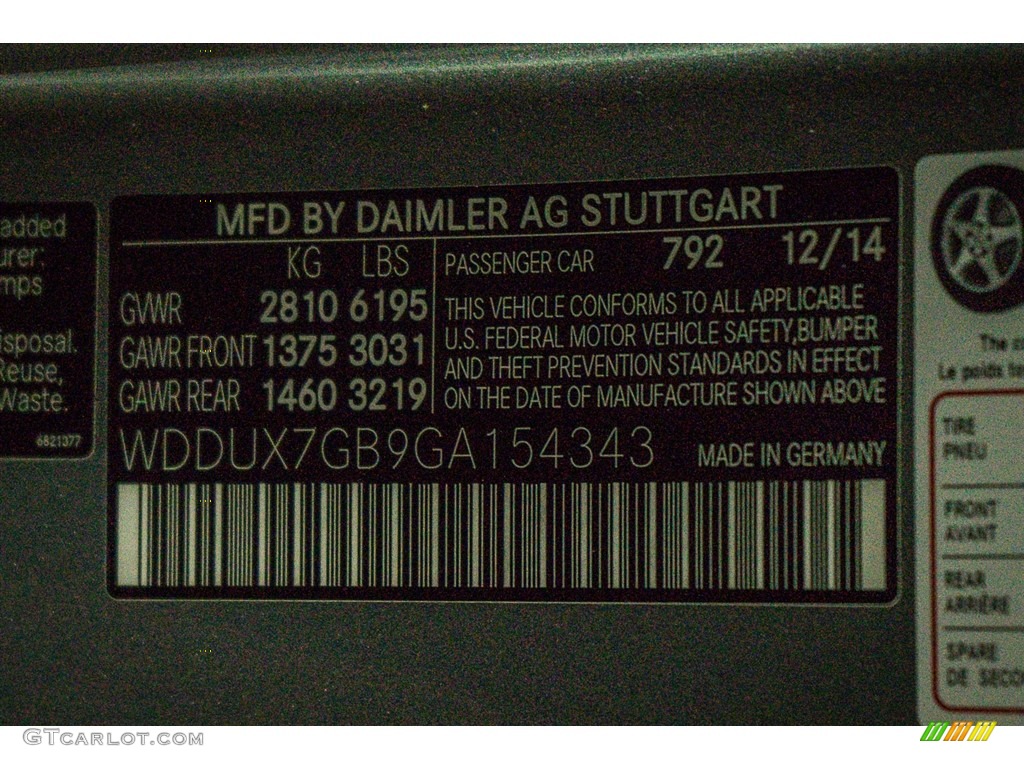 added
urer:
mps
isposal.
Reuse,
Waste.
6821377
MFD BY DAIMLER AG STUTTGART
KG LBS
GVWR 2810 6195
GAWR FRONT 1375 3031
GAWR REAR 1460 3219
PASSENGER CAR 792 12/14
THIS VEHICLE CONFORMS TO ALL APPLICABLE
U.S. FEDERAL MOTOR VEHICLE SAFETY,BUMPER
AND THEFT PREVENTION STANDARDS IN EFFECT
ON THE DATE OF MANUFACTURE SHOWN ABOVE
WDDUX7GB9GA154343 MADE IN GERMANY
The co
Le poids to
TIRE
PNEU
FRONT
AVANT
REAR
ARRIÈRE
SPARE
DE SECO
GTCARLOT.COM